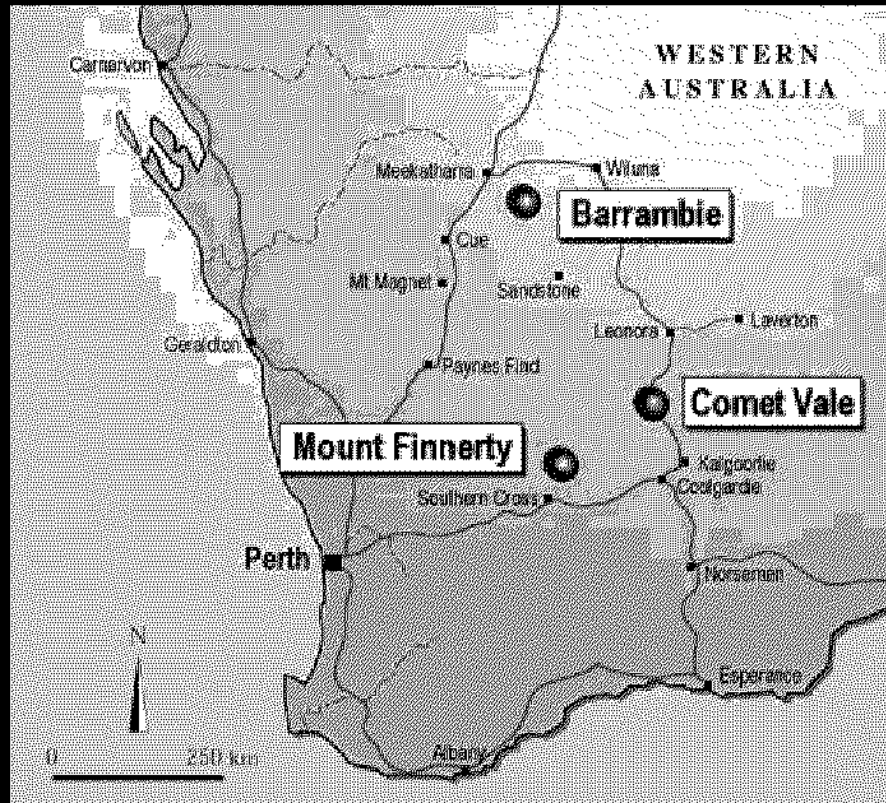 WESTERN
AUSTRALIA
Carnarvon
Meekatharra
Wiluna
Barrambie
Cue
Mt Magnet
Sandstone
Laverton
Leonora
Geraldton
Paynes Find
Comet Vale
Mount Finnerty
Kalgoorlie
Coolgardie
Southern Cross
Perth
Norseman
N
Esperance
Albany
0 250 km